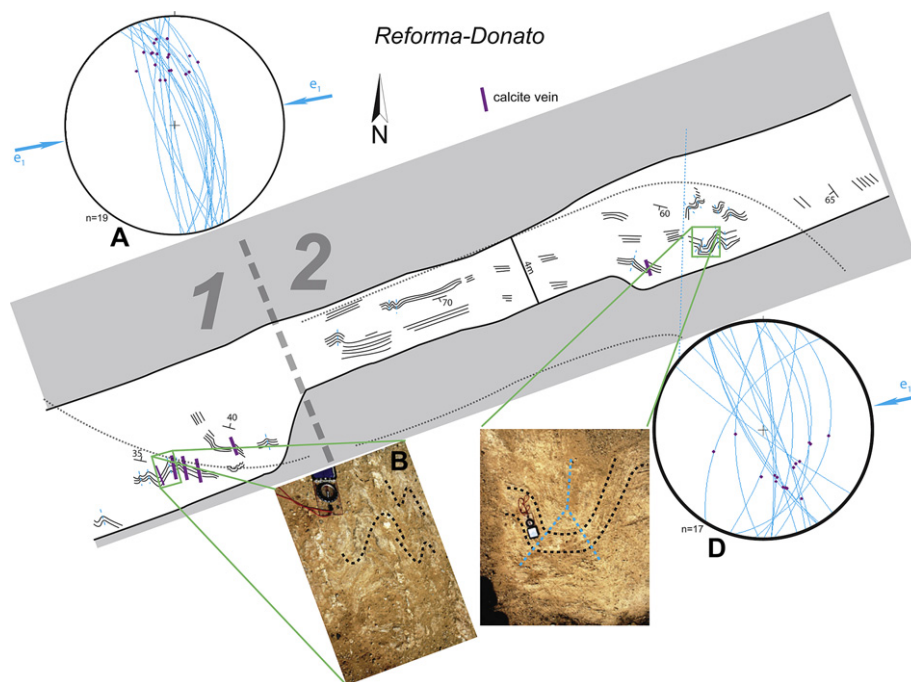 Reforma-Donato
e1
e1
N
calcite vein
n=19
A
1
2
60
65
4m
70
40
35
B
e1
n=17
D